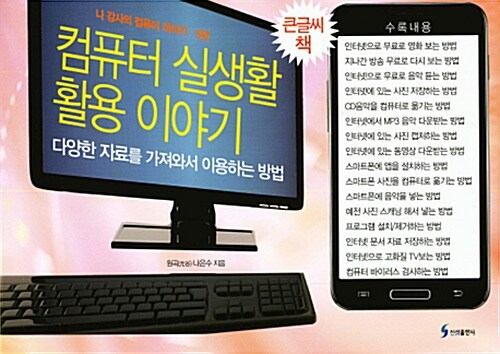 나 강사의 컴퓨터
컴퓨터 실생활
활용 이야기
다양한 자료를 가져와서 이용하는 방법
큰글씨
책
나은수 지음
수록내용
인터넷으로 무료로 영화 보는 방법
지나간 방송 무료로 다시 보는 방법
인터넷으로 무료로 음악 듣는 방법
인터넷에 있는 사진 저장하는 방법
CD음악을 컴퓨터로 옮기는 방법
인터넷에서 MP3 음악 다운받는 방법
인터넷에 있는 사진 캡처하는 방법
인터넷에 있는 동영상 다운받는 방법
스마트폰에 앱을 설치하는 방법
스마트폰 사진을 컴퓨터로 옮기는 방법
스마트폰에 음악을 넣는 방법
예전 사진 스캐닝 해서 넣는 방법
프로그램 설치/제거하는 방법
인터넷 문서 자료 저장하는 방법
인터넷으로 고화질 TV보는 방법
컴퓨터 바이러스 검사하는 방법